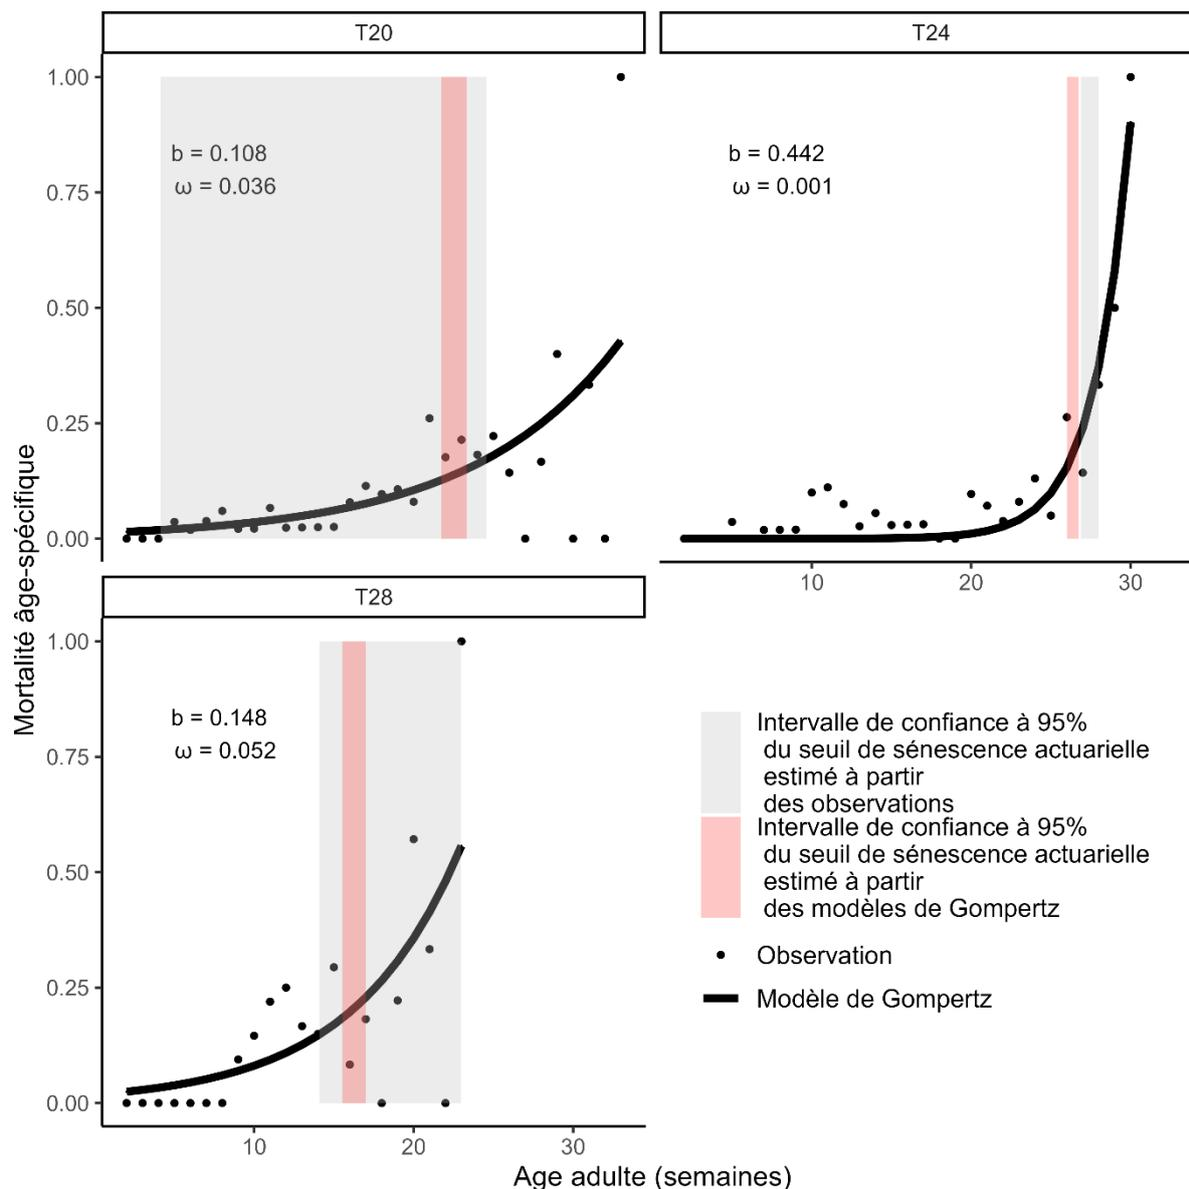 T20
T24
1.00
0.75
0.50
0.25
0.00
b = 0.108
ω = 0.036
b = 0.442
ω = 0.001
10
20
30
T28
1.00
0.75
0.50
0.25
0.00
b = 0.148
ω = 0.052
10
20
30
Mortalité âge-spécifique
Age adulte (semaines)
Intervalle de confiance à 95%
du seuil de sénescence actuarielle
estimé à partir
des observations
Intervalle de confiance à 95%
du seuil de sénescence actuarielle
estimé à partir
des modèles de Gompertz
Observation
Modèle de Gompertz